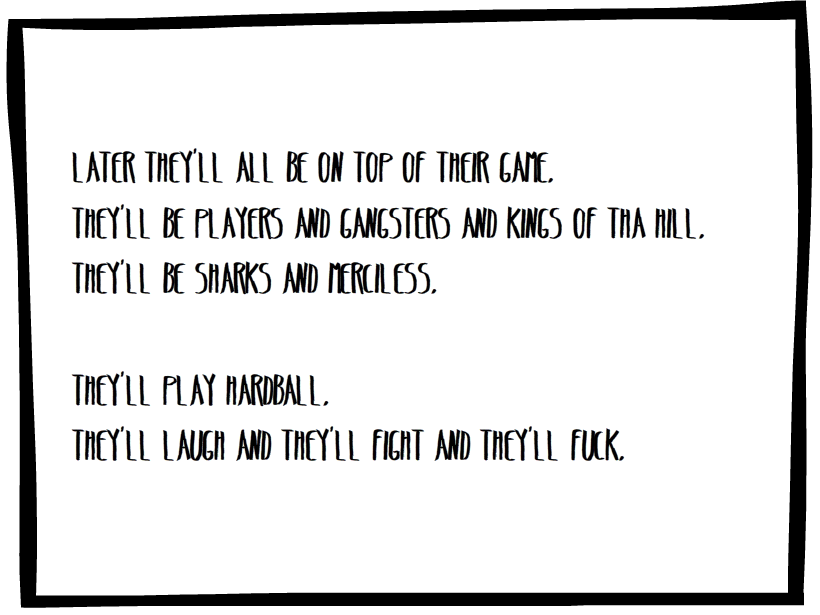 LATER THEY'LL ALL BE ON TOP OF THEIR GAME.
THEY'LL BE PLAYERS AND GANGSTERS AND KINGS OF THA HILL.
THEY'LL BE SHARKS AND MERCILESS.
THEY'LL PLAY HARDBALL.
THEY'LL LAUGH AND THEY'LL FIGHT AND THEY'LL FUCK.